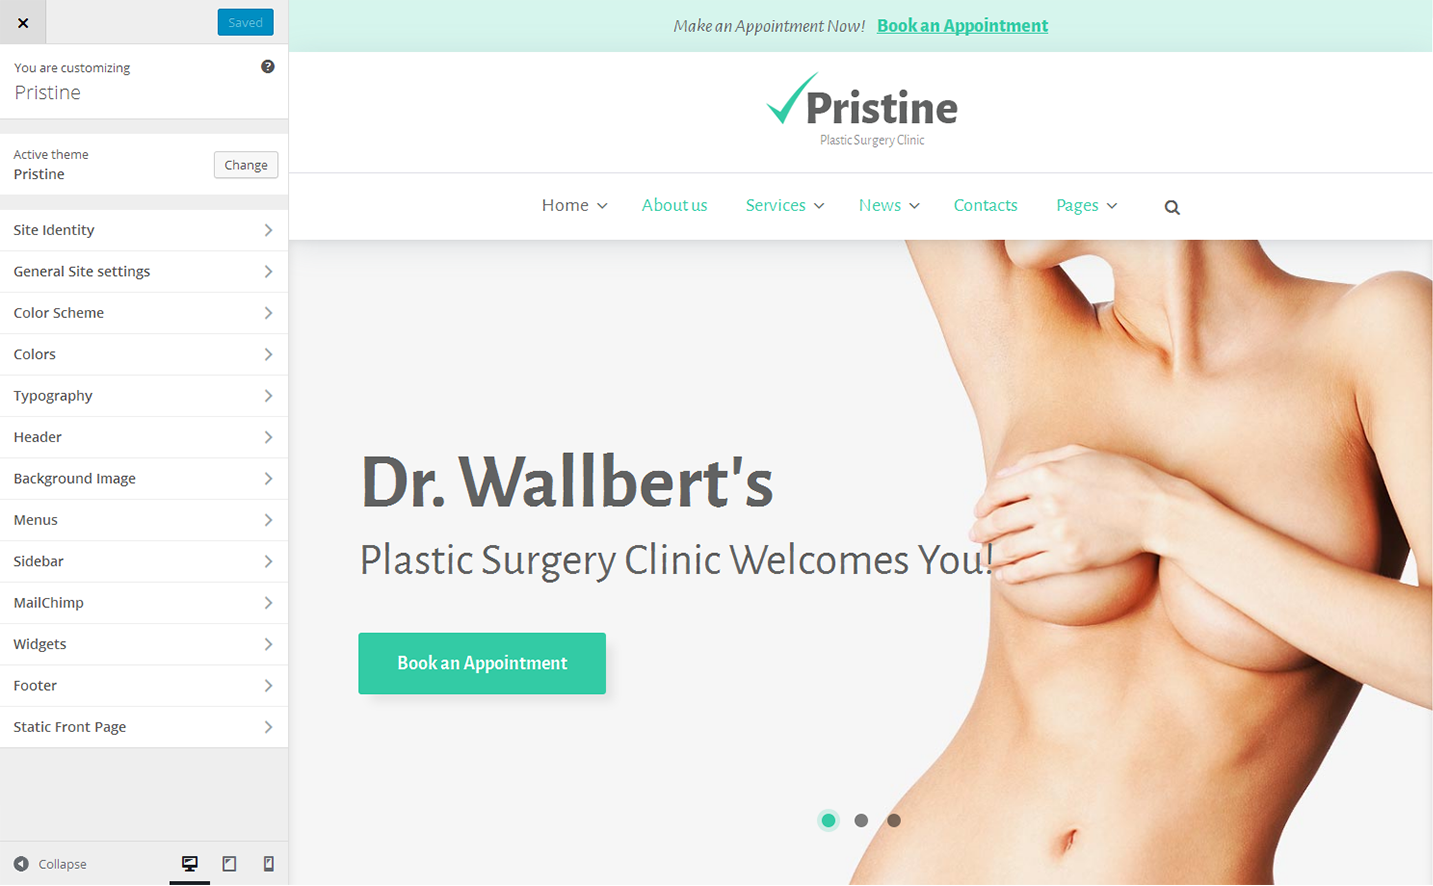 Saved
You are customizing
Pristine
Active theme
Pristine
Change
Site Identity
General Site settings
Color Scheme
Colors
Typography
Header
Background Image
Menus
Sidebar
MailChimp
Widgets
Footer
Static Front Page
Collapse
Make an Appointment Now! Book an Appointment
Pristine
Plastic Surgery Clinic
Home About us Services News Contacts Pages
Dr. Wallbert's
Plastic Surgery Clinic Welcomes You!
Book an Appointment